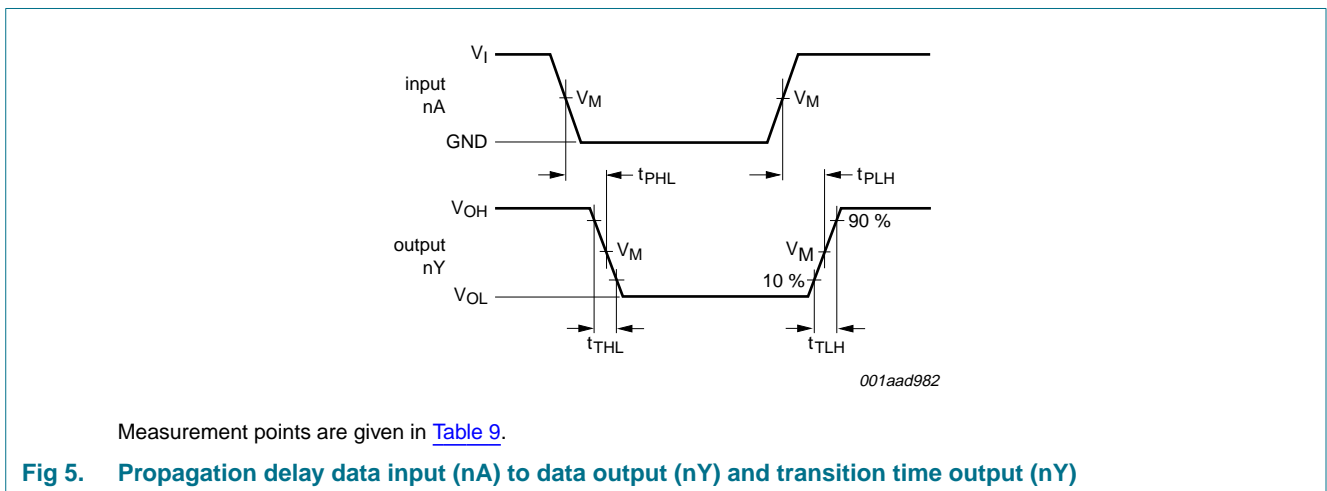 VI
input
nA
VM
VM
GND
tPHL
tPLH
VOH
90 %
output
nY
VM
VM
10 %
VOL
tTHL
tTLH
001aad982
Measurement points are given in Table 9.
Fig 5. Propagation delay data input (nA) to data output (nY) and transition time output (nY)